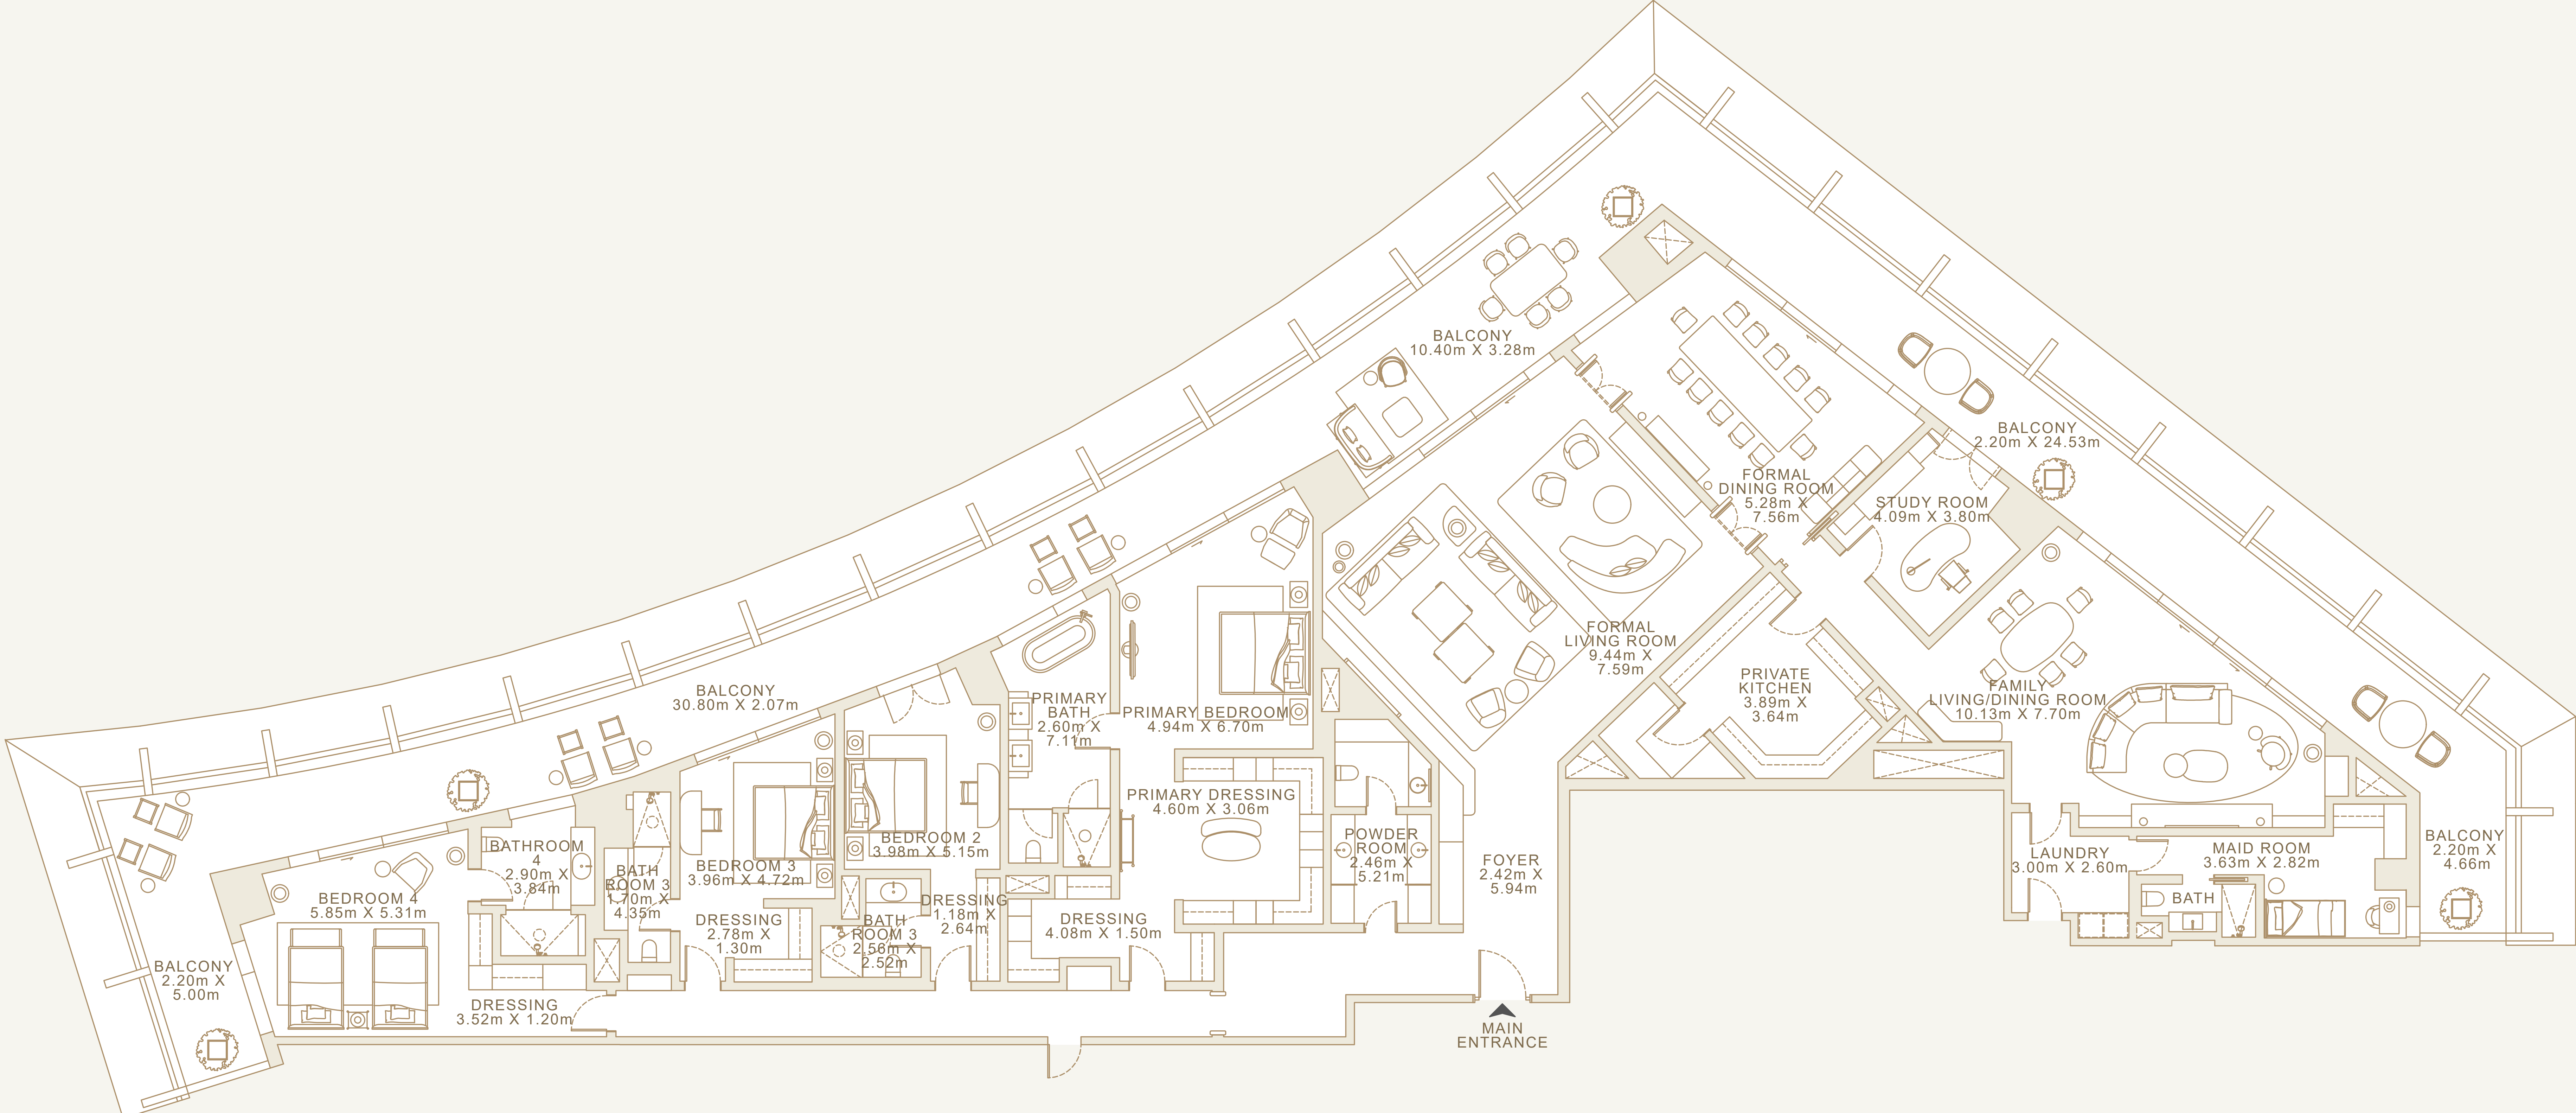 BALCONY
10.40m X 3.28m
BALCONY
2.20m X 24.53m
FORMAL
DINING ROOM
5.28m X
7.56m
STUDY ROOM
4.09m X 3.80m
FORMAL
LIVING ROOM
9.44m X
7.59m
PRIVATE
KITCHEN
3.89m X
3.64m
FAMILY
LIVING/DINING ROOM
10.13m X 7.70m
BALCONY
30.80m X 2.07m
PRIMARY
BATH
2.60m X
7.11m
PRIMARY BEDROOM
4.94m X 6.70m
PRIMARY DRESSING
4.60m X 3.06m
POWDER
ROOM
2.46m X
5.21m
FOYER
2.42m X
5.94m
LAUNDRY
3.00m X 2.60m
MAID ROOM
3.63m X 2.82m
BATH
BALCONY
2.20m X
4.66m
BEDROOM 2
3.98m X 5.15m
BEDROOM 3
3.96m X 4.72m
BATHROOM
4
2.90m X
3.84m
BATH
ROOM 3
1.70m X
4.35m
BEDROOM 4
5.85m X 5.31m
DRESSING
2.78m X
1.30m
BATH
ROOM 3
2.56m X
2.52m
DRESSING
1.18m X
2.64m
DRESSING
4.08m X 1.50m
BALCONY
2.20m X
5.00m
DRESSING
3.52m X 1.20m
MAIN
ENTRANCE